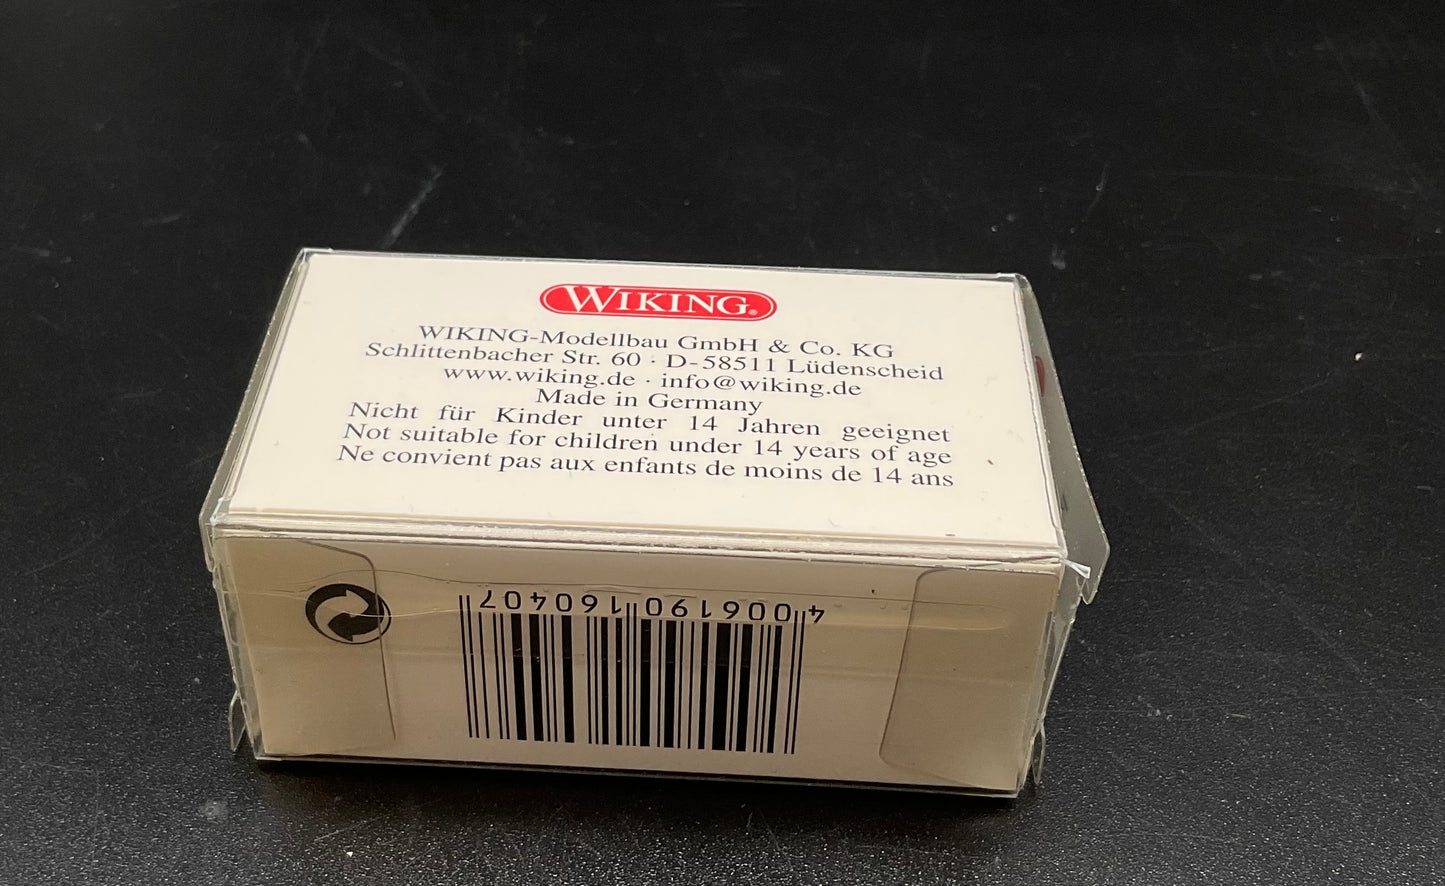 WIKING®
WIKING-Modellbau GmbH & Co. KG
Schlittenbacher Str. 60 · D-58511 Lüdenscheid
www.wiking.de · info@wiking.de
Made in Germany
Nicht für Kinder unter 14 Jahren geeignet
Not suitable for children under 14 years of age
Ne convient pas aux enfants de moins de 14 ans
4 006190 160407